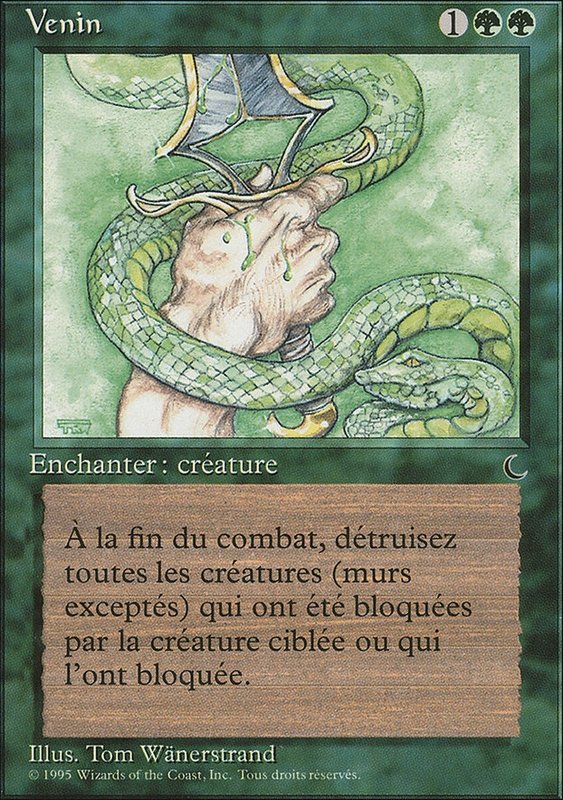 Venin
1
Enchanter : créature
À la fin du combat, détruisez
toutes les créatures (murs
exceptés) qui ont été bloquées
par la créature ciblée ou qui
l'ont bloquée.
Illus. Tom Wänerstrand
© 1995 Wizards of the Coast, Inc. Tous droits réservés.